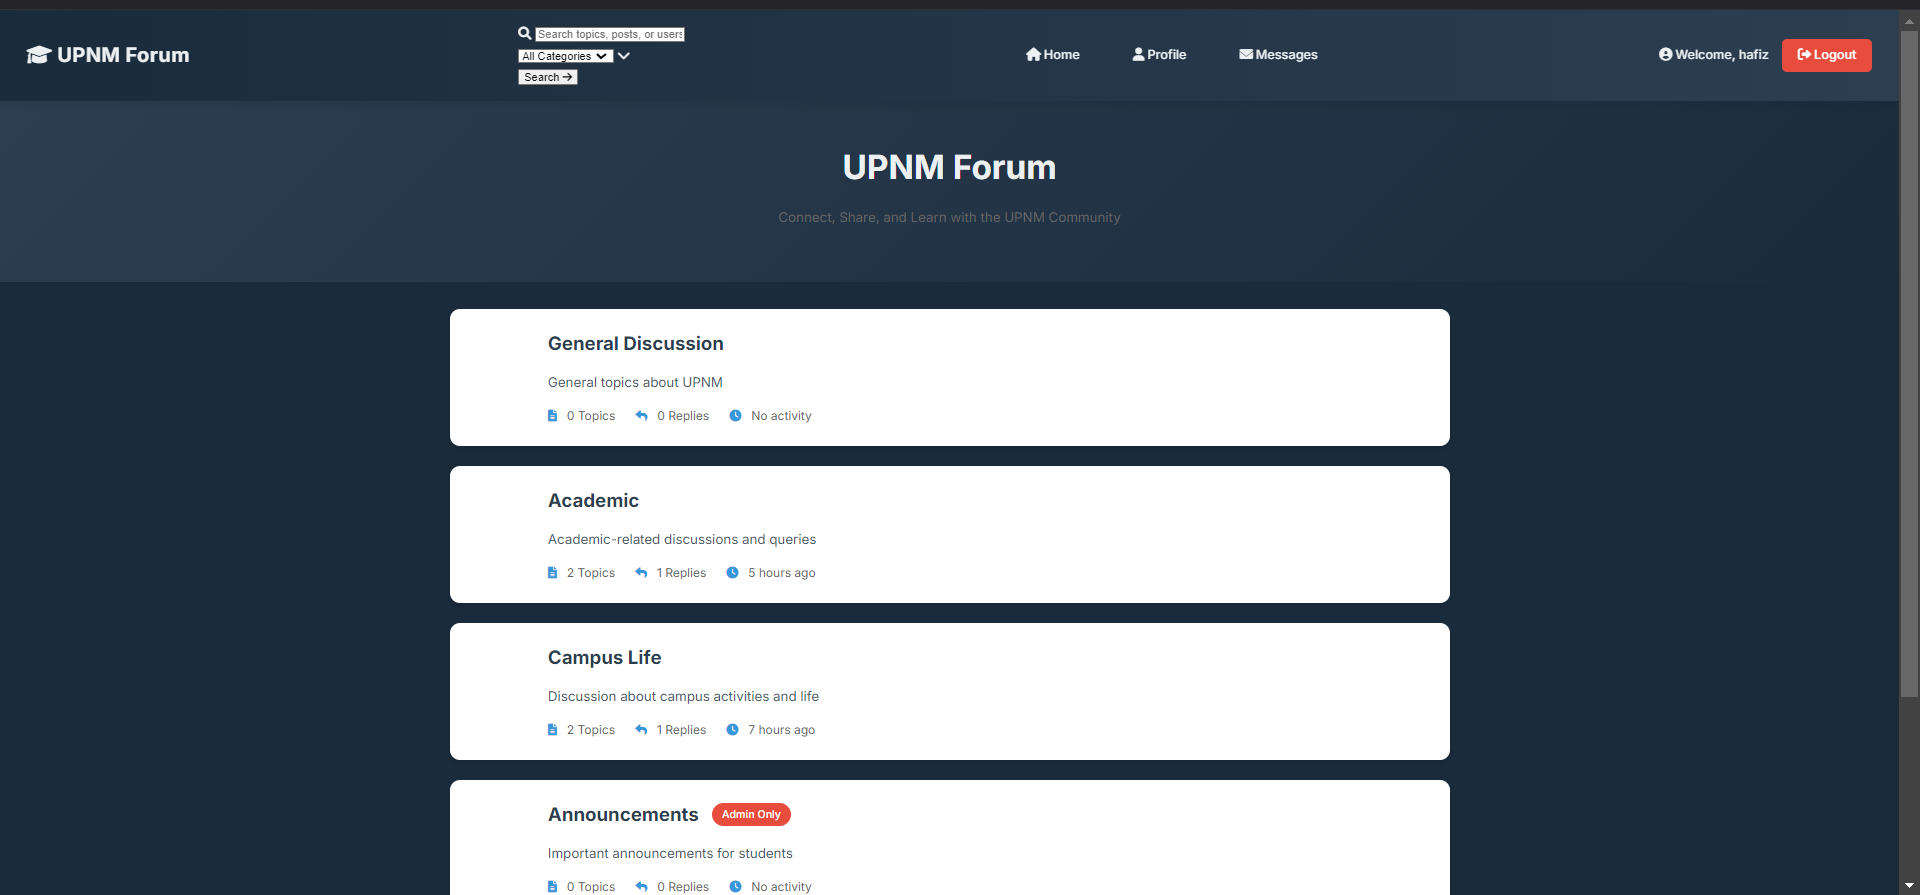 UPNM Forum
Search topics, posts, or users
All Categories
Search
Home
Profile
Messages
Welcome, hafiz
Logout
UPNM Forum
Connect, Share, and Learn with the UPNM Community
General Discussion
General topics about UPNM
0 Topics 0 Replies No activity
Academic
Academic-related discussions and queries
2 Topics 1 Replies 5 hours ago
Campus Life
Discussion about campus activities and life
2 Topics 1 Replies 7 hours ago
Announcements Admin Only
Important announcements for students
0 Topics 0 Replies No activity